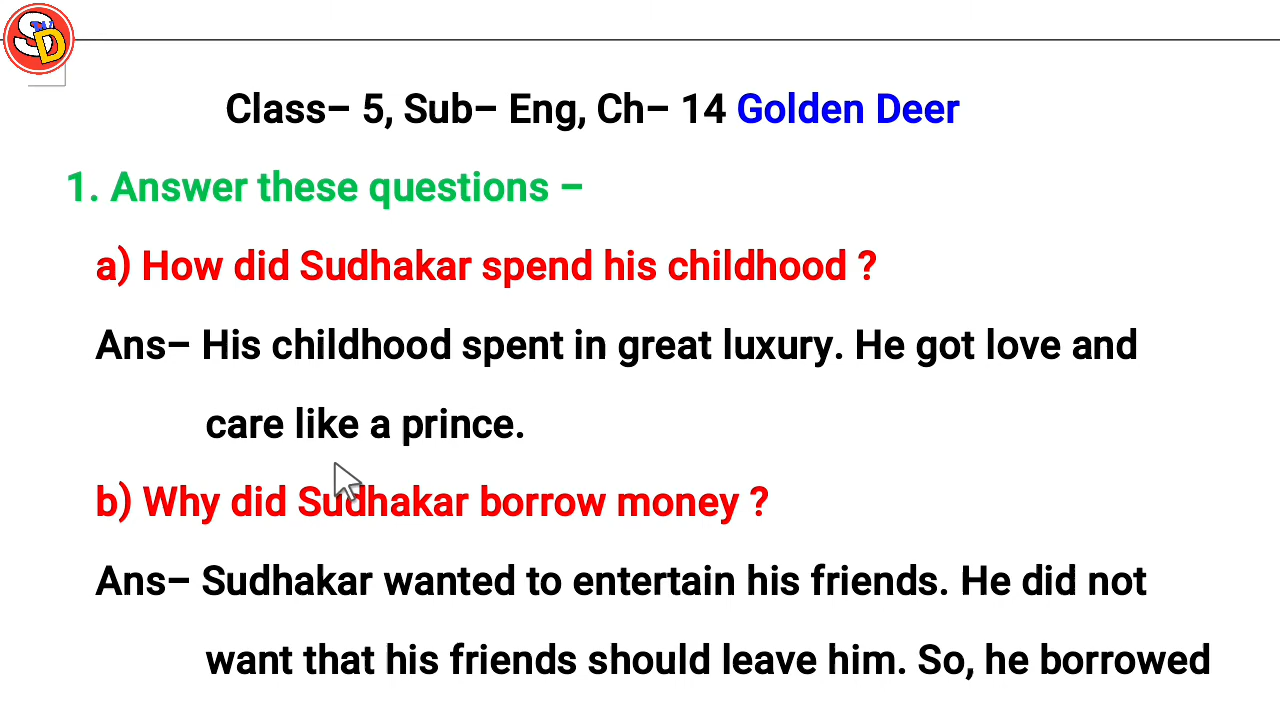 SD
Class– 5, Sub– Eng, Ch– 14 Golden Deer
1. Answer these questions –
a) How did Sudhakar spend his childhood ?
Ans– His childhood spent in great luxury. He got love and
care like a prince.
b) Why did Sudhakar borrow money ?
Ans– Sudhakar wanted to entertain his friends. He did not
want that his friends should leave him. So, he borrowed